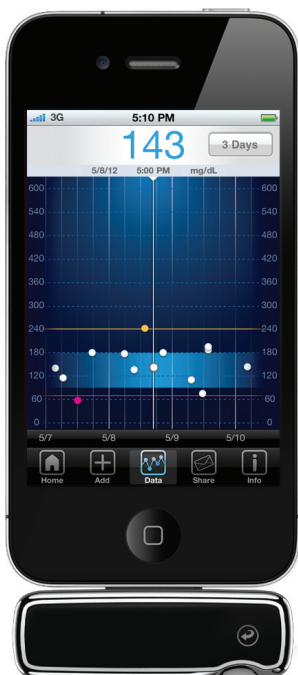 3G 5:10 PM
143 3 Days
5/8/12 5:00 PM mg/dL
600 600
540 540
480 480
420 420
360 360
300 300
240 240
180 180
120 120
60 60
0 0
5/7 5/8 5/9 5/10
Home Add Data Share Info